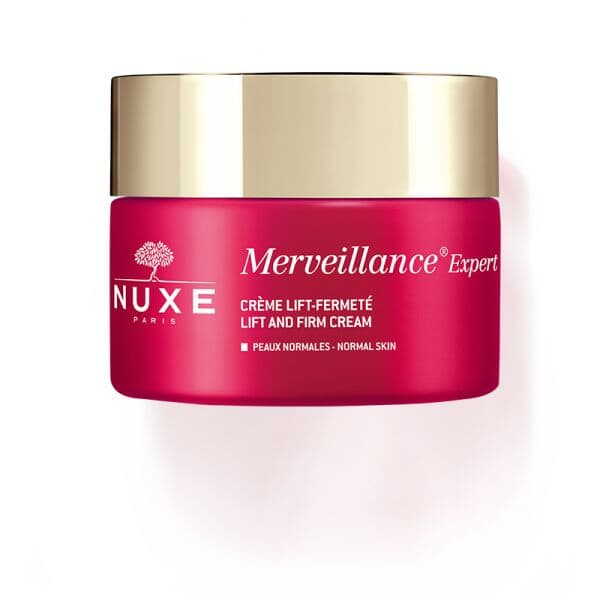 NUXE
PARIS
Merveillance® Expert
CRÈME LIFT-FERMETÉ
LIFT AND FIRM CREAM
PEAUX NORMALES - NORMAL SKIN